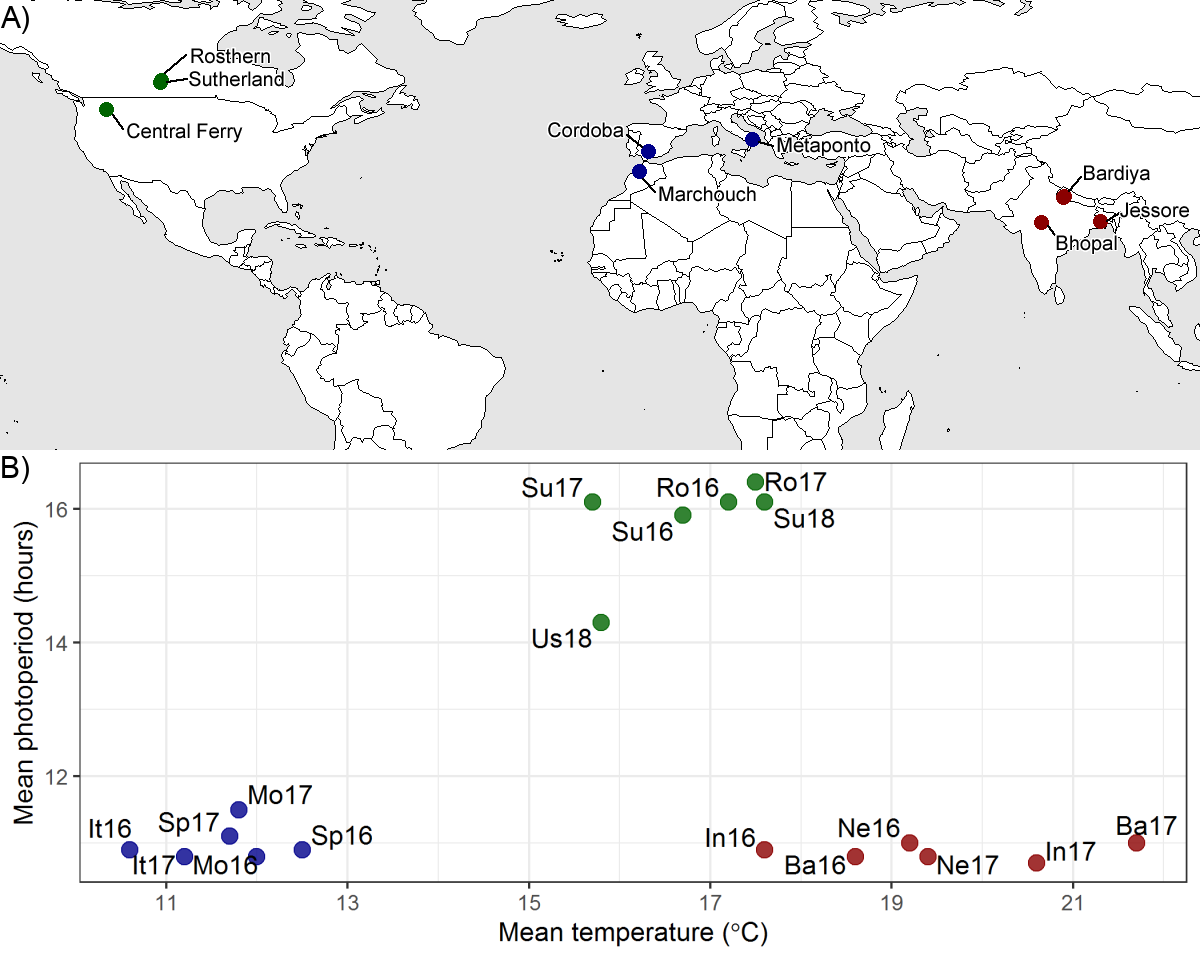 A)
Rosthern
Sutherland
Central Ferry
Cordoba
Metaponto
Marchouch
Bardiya
Jessore
Bhopal
B)
Mean photoperiod (hours)
16
14
12
Su17
Ro16
Ro17
Su16
Su18
Us18
Mo17
It16
Sp17
Sp16
It17
Mo16
In16
Ne16
Ba17
Ba16
Ne17
In17
11
13
15
17
19
21
Mean temperature (°C)